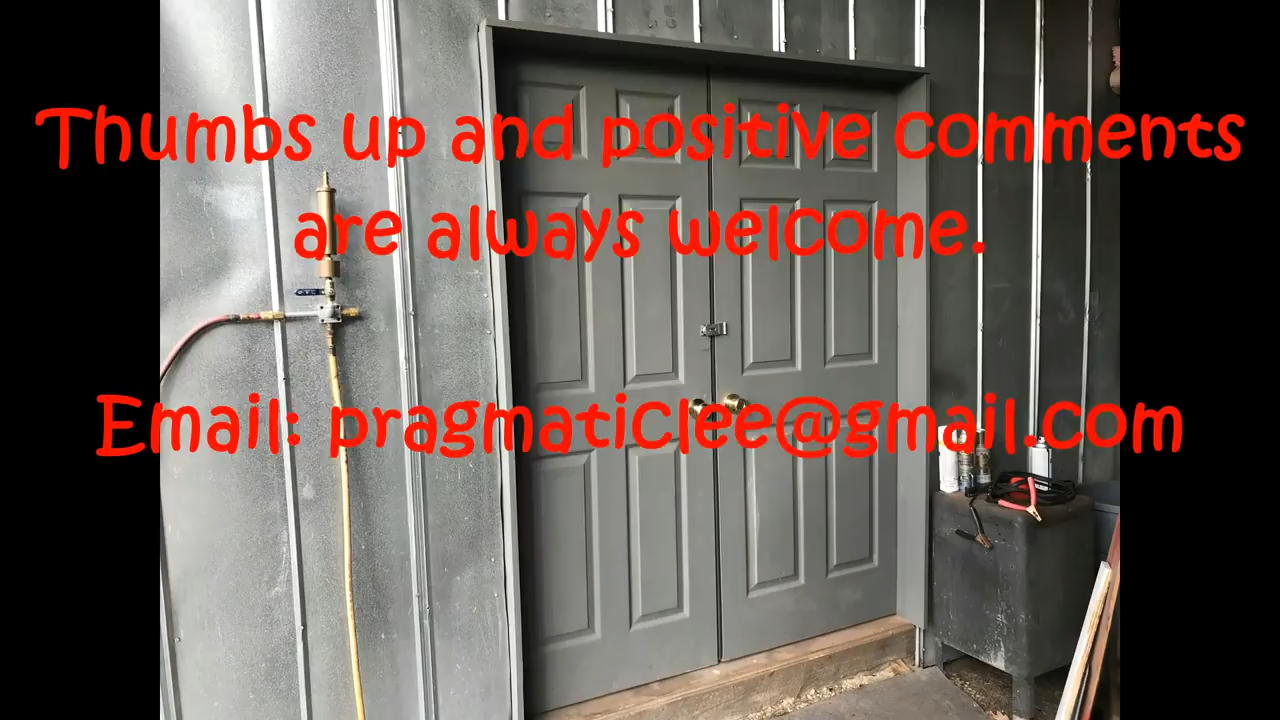 Thumbs up and positive comments
are always welcome.
Email: pragmaticlee@gmail.com